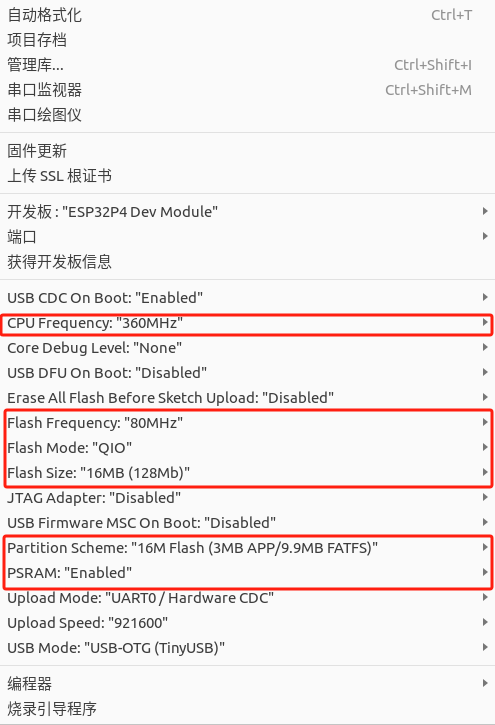 自动格式化 Ctrl+T
项目存档
管理库... Ctrl+Shift+I
串口监视器 Ctrl+Shift+M
串口绘图仪
固件更新
上传 SSL 根证书
开发板 : "ESP32P4 Dev Module"
端口
获得开发板信息
USB CDC On Boot: "Enabled"
CPU Frequency: "360MHz"
Core Debug Level: "None"
USB DFU On Boot: "Disabled"
Erase All Flash Before Sketch Upload: "Disabled"
Flash Frequency: "80MHz"
Flash Mode: "QIO"
Flash Size: "16MB (128Mb)"
JTAG Adapter: "Disabled"
USB Firmware MSC On Boot: "Disabled"
Partition Scheme: "16M Flash (3MB APP/9.9MB FATFS)"
PSRAM: "Enabled"
Upload Mode: "UART0 / Hardware CDC"
Upload Speed: "921600"
USB Mode: "USB-OTG (TinyUSB)"
编程器
烧录引导程序